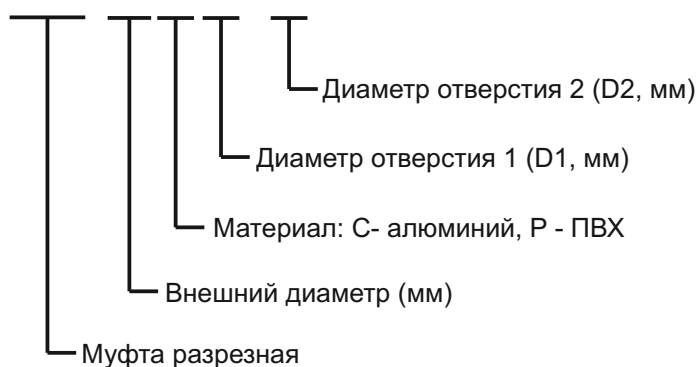 Диаметр отверстия 2 (D2, мм)
Диаметр отверстия 1 (D1, мм)
Материал: С- алюминий, Р - ПВХ
Внешний диаметр (мм)
Муфта разрезная